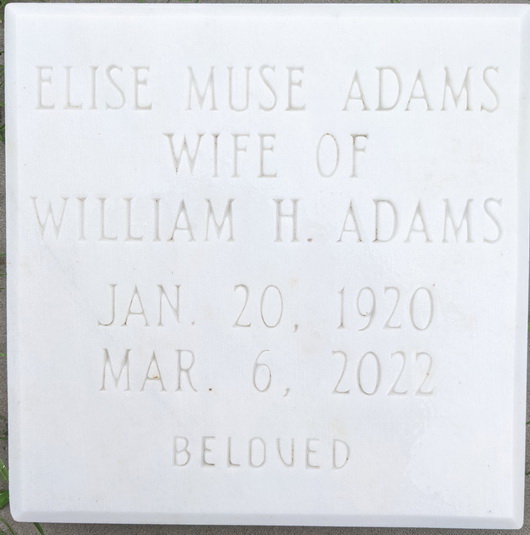 ELISE MUSE ADAMS
WIFE OF
WILLIAM H. ADAMS
JAN. 20, 1920
MAR. 6, 2022
BELOVED